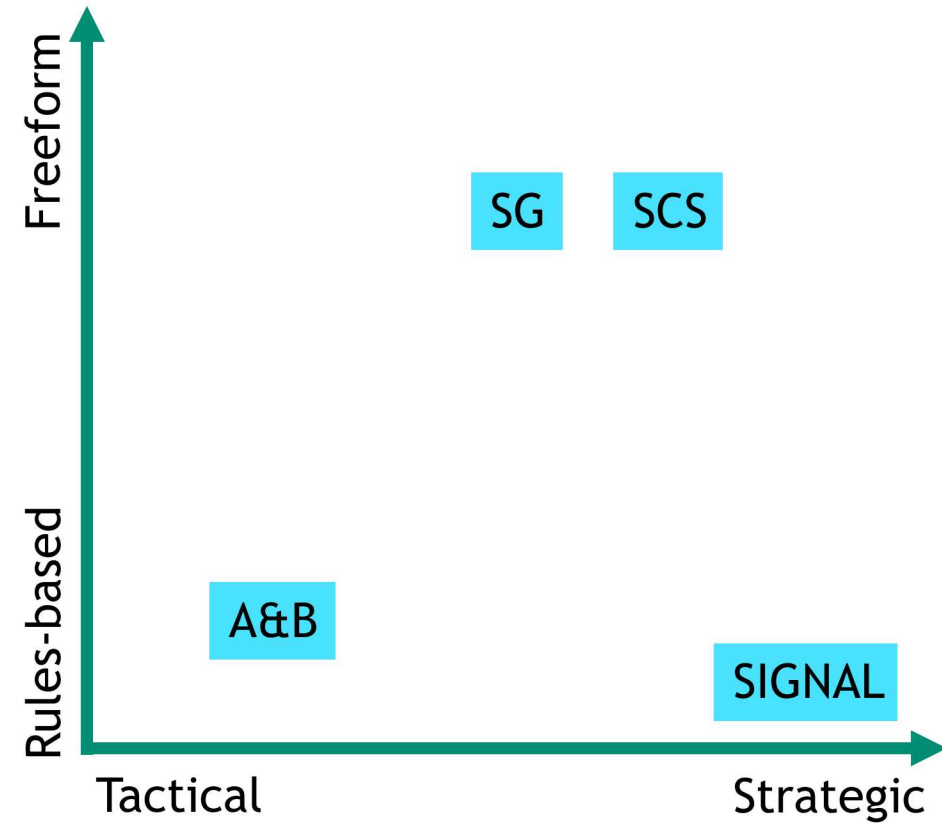 Freeform
SG
SCS
Rules-based
A&B
SIGNAL
Tactical
Strategic